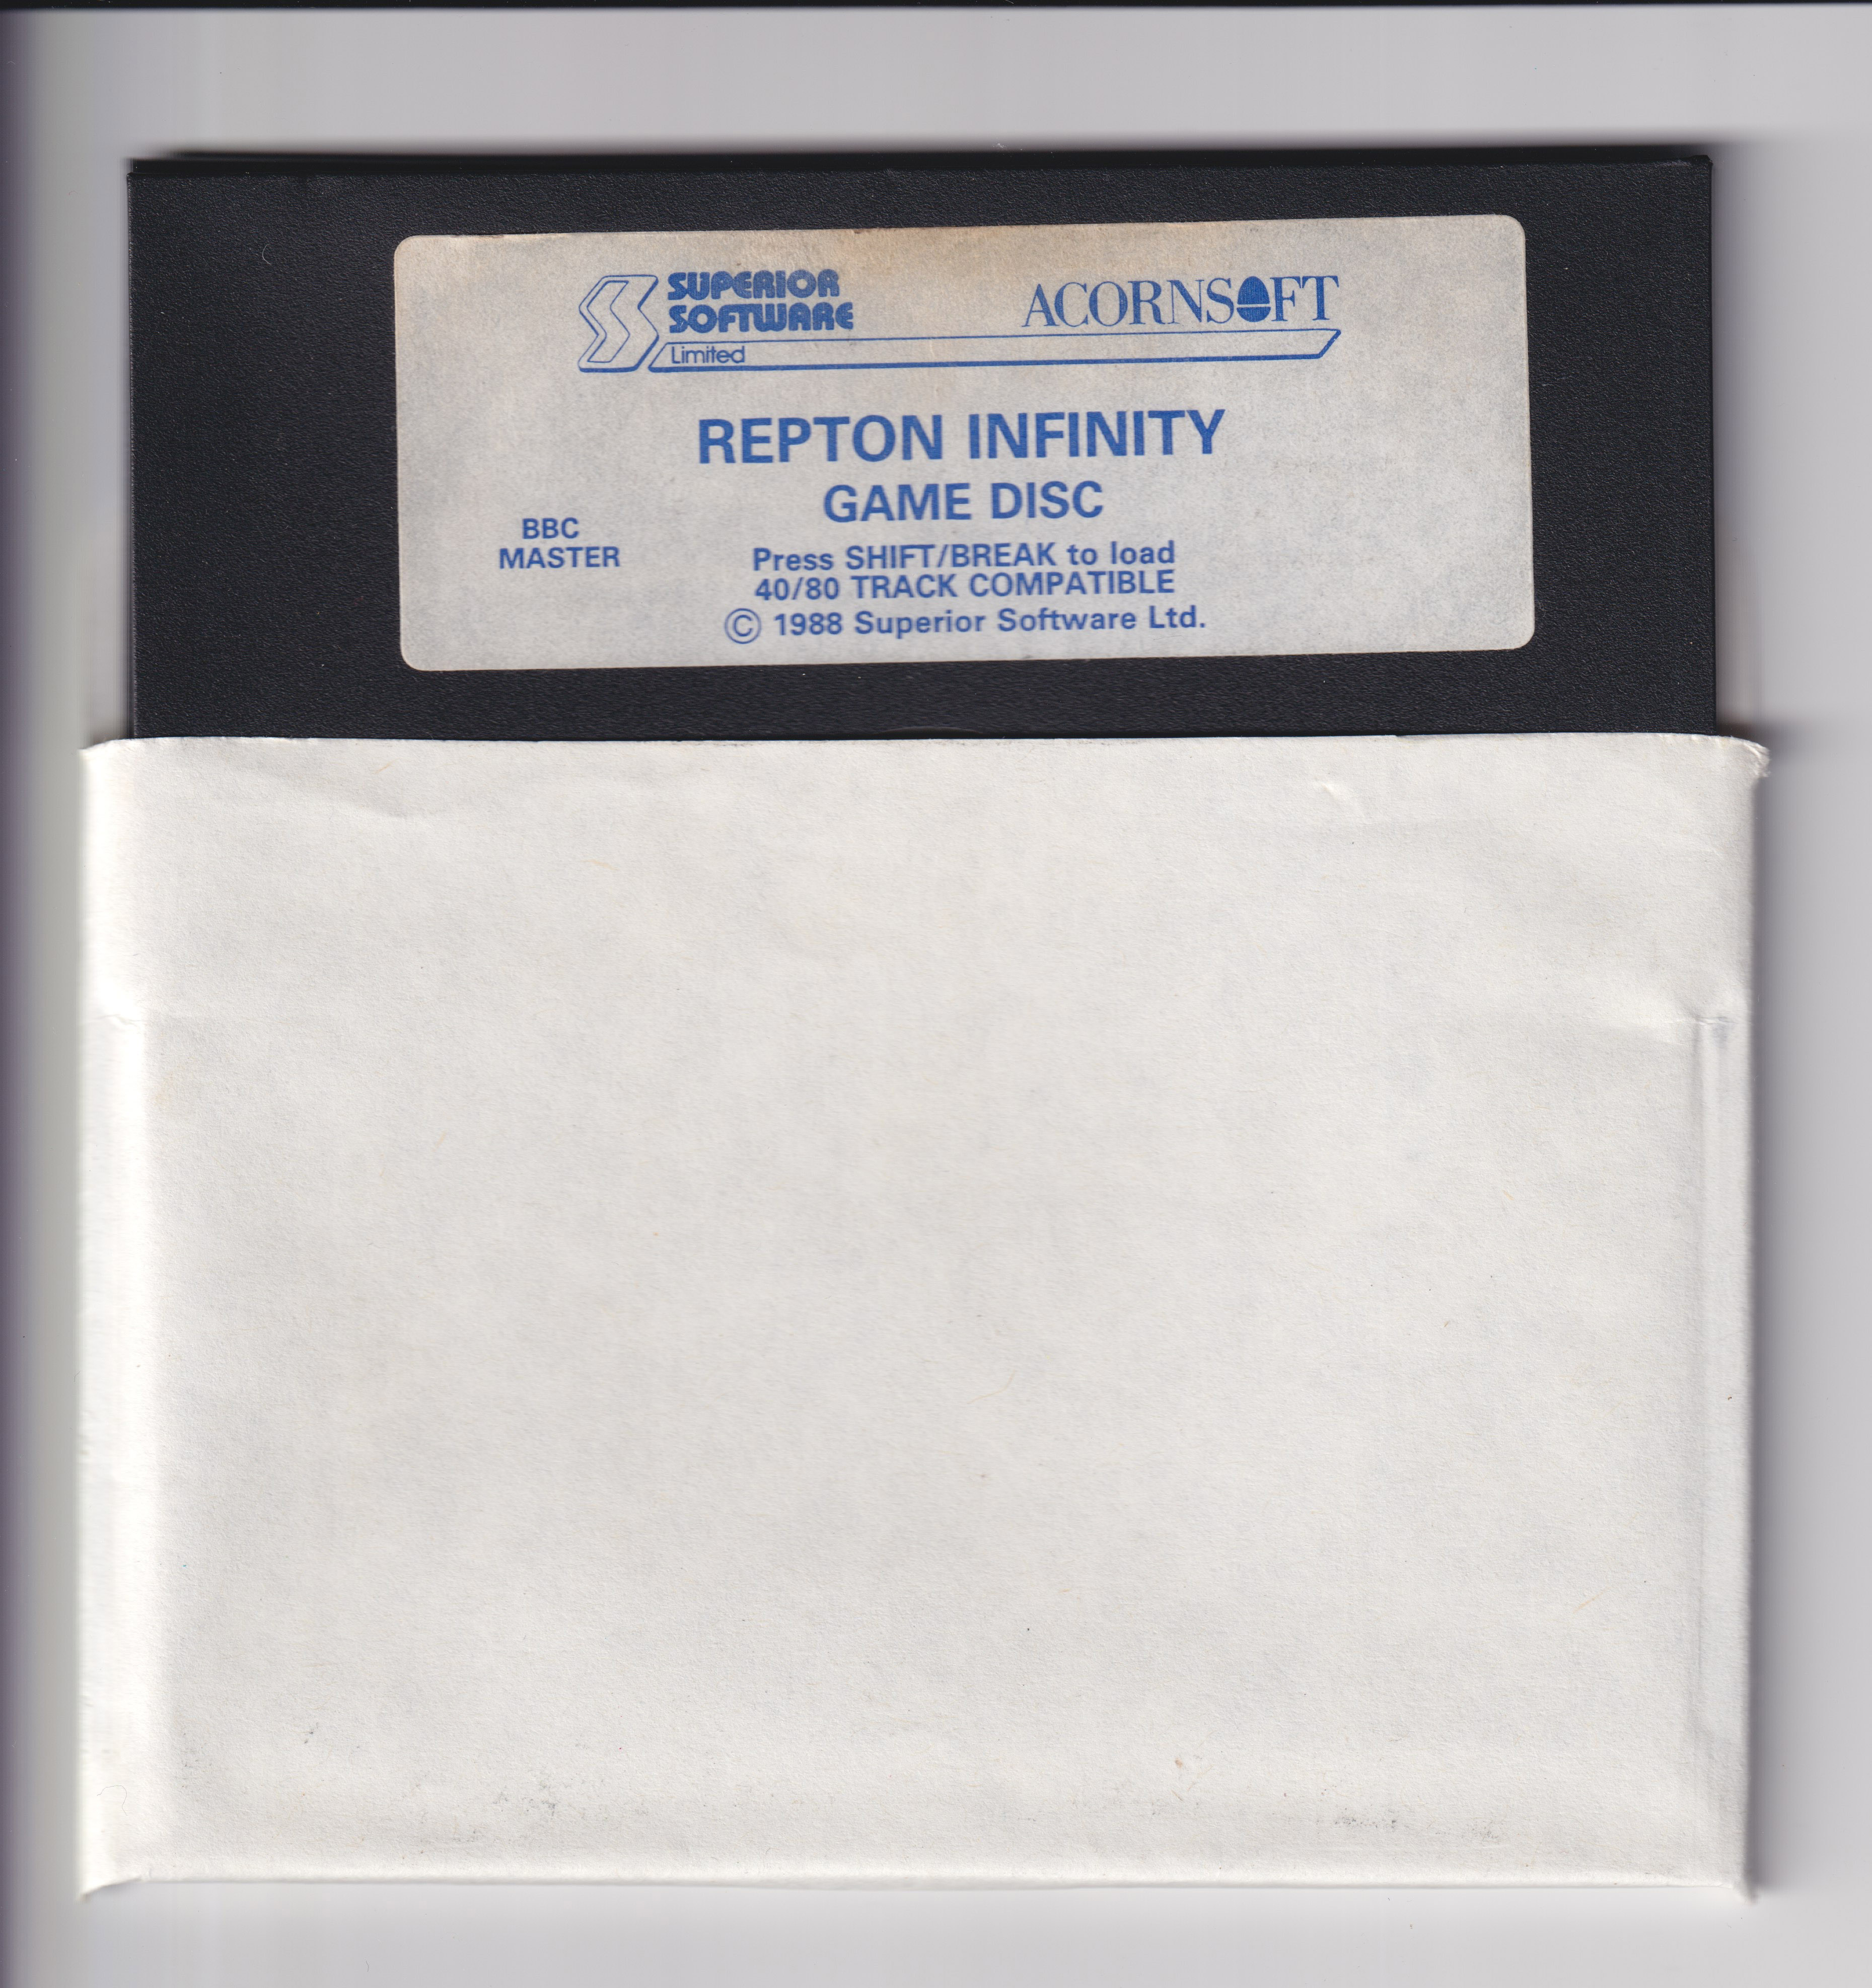 SUPERIOR
SOFTWARE
Limited
ACORNSOFT
REPTON INFINITY
GAME DISC
BBC
MASTER
Press SHIFT/BREAK to load
40/80 TRACK COMPATIBLE
© 1988 Superior Software Ltd.